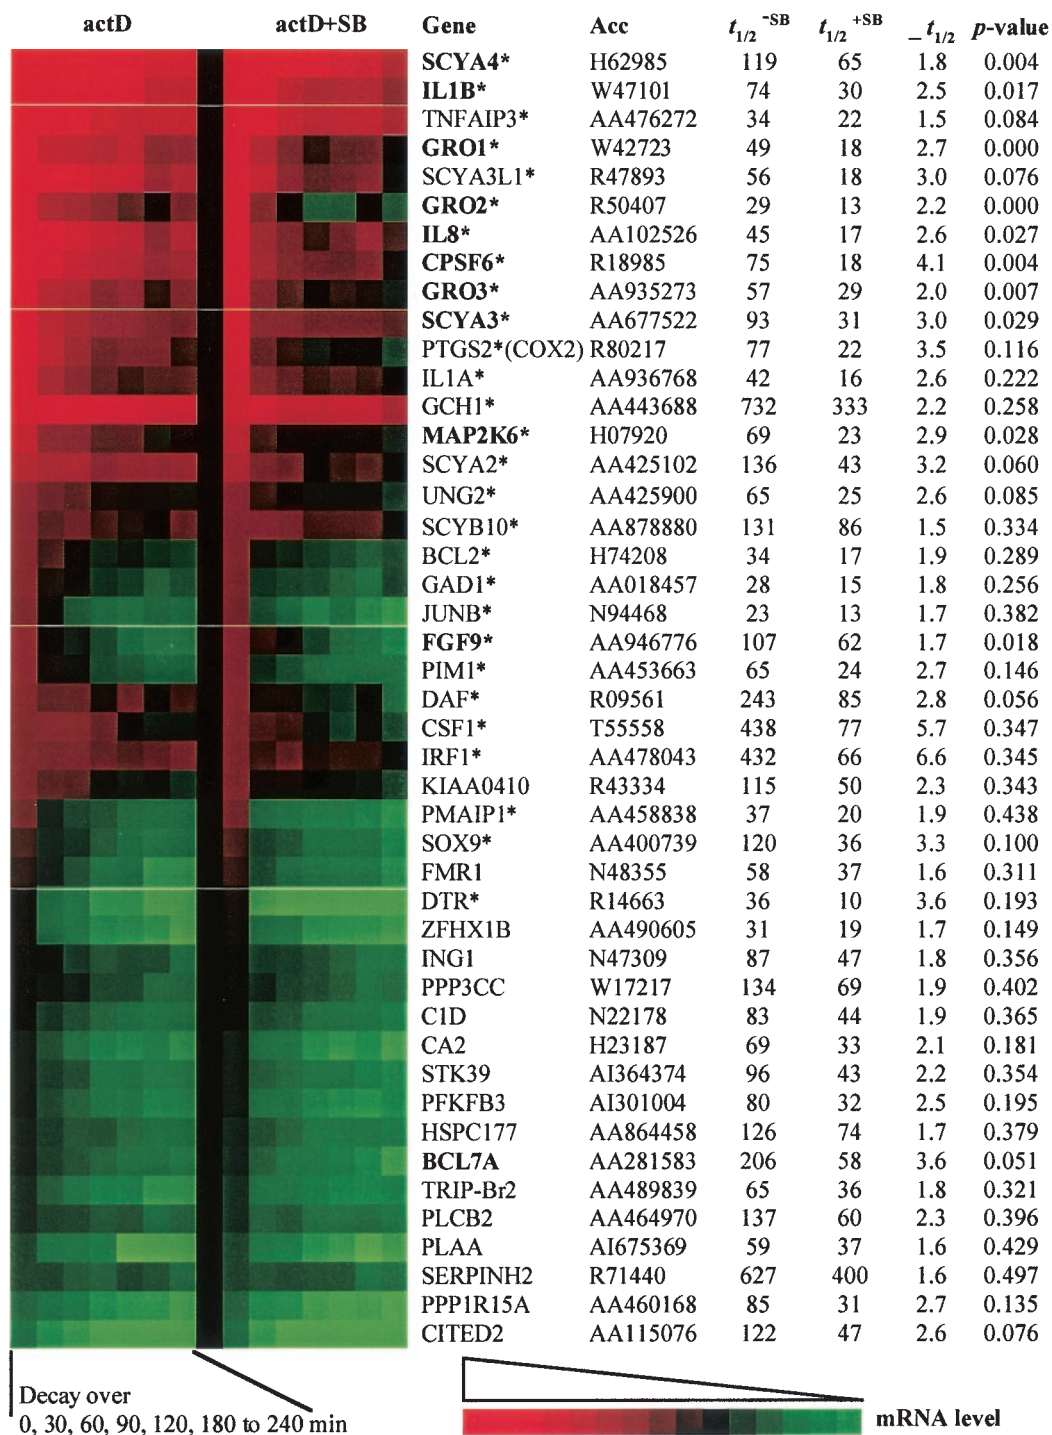 actD actD+SB Gene Acc t1/2 -SB t1/2 +SB _ t1/2 p-value
SCYA4* H62985 119 65 1.8 0.004
IL1B* W47101 74 30 2.5 0.017
TNFAIP3* AA476272 34 22 1.5 0.084
GRO1* W42723 49 18 2.7 0.000
SCYA3L1* R47893 56 18 3.0 0.076
GRO2* R50407 29 13 2.2 0.000
IL8* AA102526 45 17 2.6 0.027
CPSF6* R18985 75 18 4.1 0.004
GRO3* AA935273 57 29 2.0 0.007
SCYA3* AA677522 93 31 3.0 0.029
PTGS2*(COX2) R80217 77 22 3.5 0.116
IL1A* AA936768 42 16 2.6 0.222
GCH1* AA443688 732 333 2.2 0.258
MAP2K6* H07920 69 23 2.9 0.028
SCYA2* AA425102 136 43 3.2 0.060
UNG2* AA425900 65 25 2.6 0.085
SCYB10* AA878880 131 86 1.5 0.334
BCL2* H74208 34 17 1.9 0.289
GAD1* AA018457 28 15 1.8 0.256
JUNB* N94468 23 13 1.7 0.382
FGF9* AA946776 107 62 1.7 0.018
PIM1* AA453663 65 24 2.7 0.146
DAF* R09561 243 85 2.8 0.056
CSF1* T55558 438 77 5.7 0.347
IRF1* AA478043 432 66 6.6 0.345
KIAA0410 R43334 115 50 2.3 0.343
PMAIP1* AA458838 37 20 1.9 0.438
SOX9* AA400739 120 36 3.3 0.100
FMR1 N48355 58 37 1.6 0.311
DTR* R14663 36 10 3.6 0.193
ZFHX1B AA490605 31 19 1.7 0.149
ING1 N47309 87 47 1.8 0.356
PPP3CC W17217 134 69 1.9 0.402
C1D N22178 83 44 1.9 0.365
CA2 H23187 69 33 2.1 0.181
STK39 AI364374 96 43 2.2 0.354
PFKFB3 AI301004 80 32 2.5 0.195
HSPC177 AA864458 126 74 1.7 0.379
BCL7A AA281583 206 58 3.6 0.051
TRIP-Br2 AA489839 65 36 1.8 0.321
PLCB2 AA464970 137 60 2.3 0.396
PLAA AI675369 59 37 1.6 0.429
SERPINH2 R71440 627 400 1.6 0.497
PPP1R15A AA460168 85 31 2.7 0.135
CITED2 AA115076 122 47 2.6 0.076
Decay over
0, 30, 60, 90, 120, 180 to 240 min
mRNA level